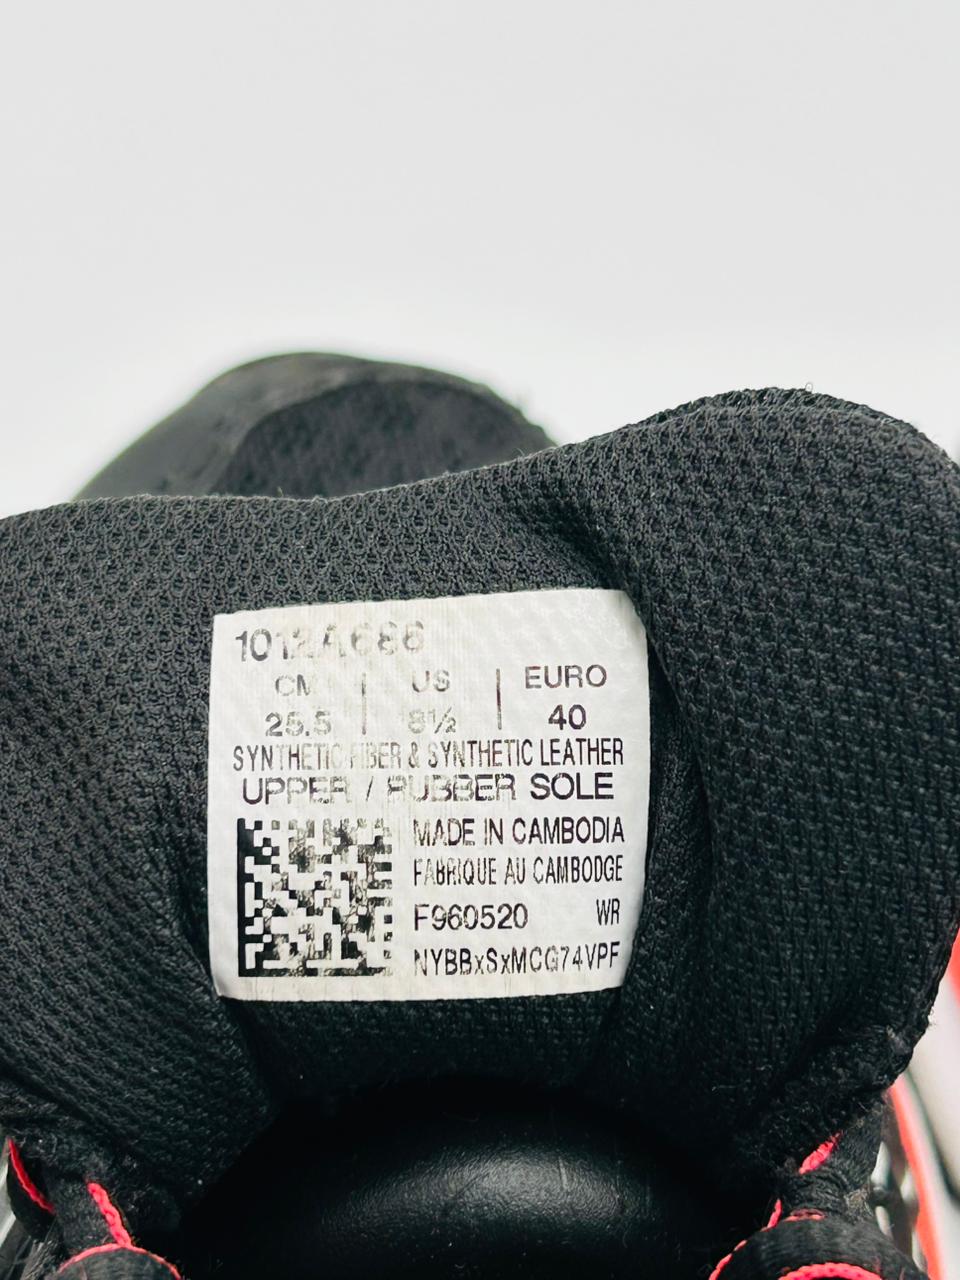 1012A686
CM | US | EURO
25.5 | 8½ | 40
SYNTHETIC FIBER & SYNTHETIC LEATHER
UPPER / RUBBER SOLE
MADE IN CAMBODIA
FABRIQUE AU CAMBODGE
F960520 WR
NYBBxSxMCG74VPF